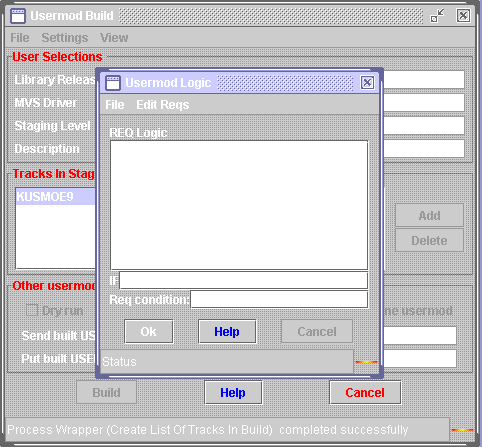 Usermod Build
File Settings View
User Selections
Library Releas
MVS Driver
Staging Level
Description
Tracks In Stag
KUSMOE9
Add
Delete
Other usermod
Dry run
ne usermod
Send built USE
Put built USE
Build
Help
Cancel
Process Wrapper (Create List Of Tracks In Build) completed successfully
Usermod Logic
File Edit Reqs
REQ Logic
IF
Req condition:
Ok
Help
Cancel
Status